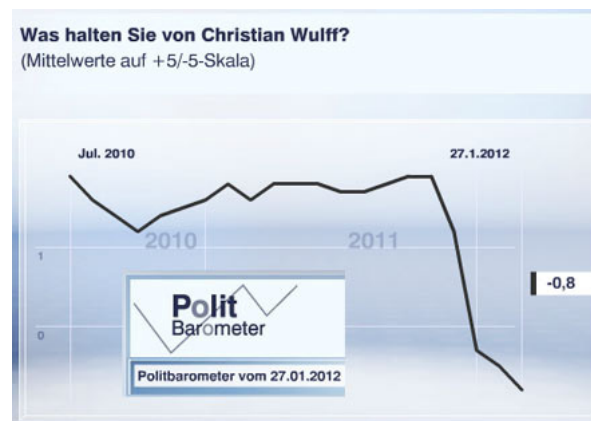 Was halten Sie von Christian Wulff?
(Mittelwerte auf +5/-5-Skala)
Jul. 2010
27.1.2012
2010
2011
1
-0,8
0
Polit
Barometer
Politbarometer vom 27.01.2012